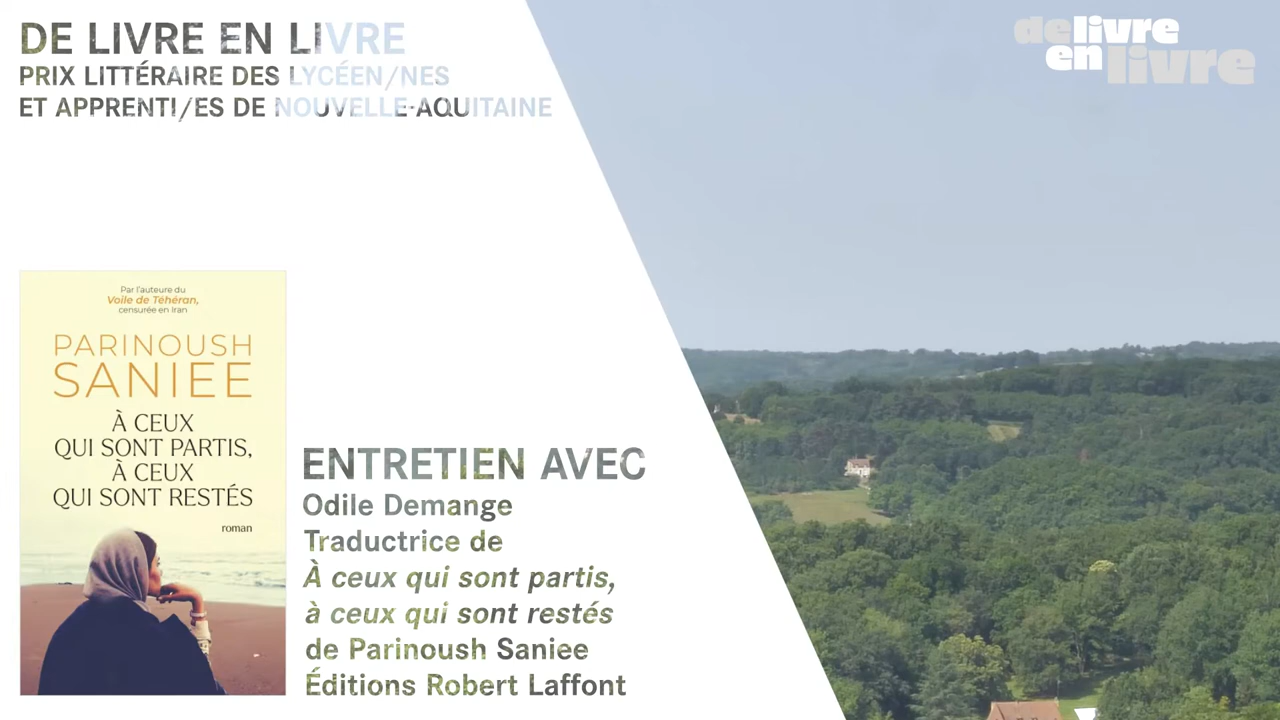 DE LIVRE EN LIVRE
PRIX LITTÉRAIRE DES LYCÉEN/NES
ET APPRENTI/ES DE NOUVELLE-AQUITAINE
delivre
en livre
Par l'auteure du
Voile de Téhéran,
censurée en Iran
PARINOUSH
SANIEE
À CEUX
QUI SONT PARTIS,
À CEUX
QUI SONT RESTÉS
roman
ENTRETIEN AVEC
Odile Demange
Traductrice de
À ceux qui sont partis,
à ceux qui sont restés
de Parinoush Saniee
Éditions Robert Laffont